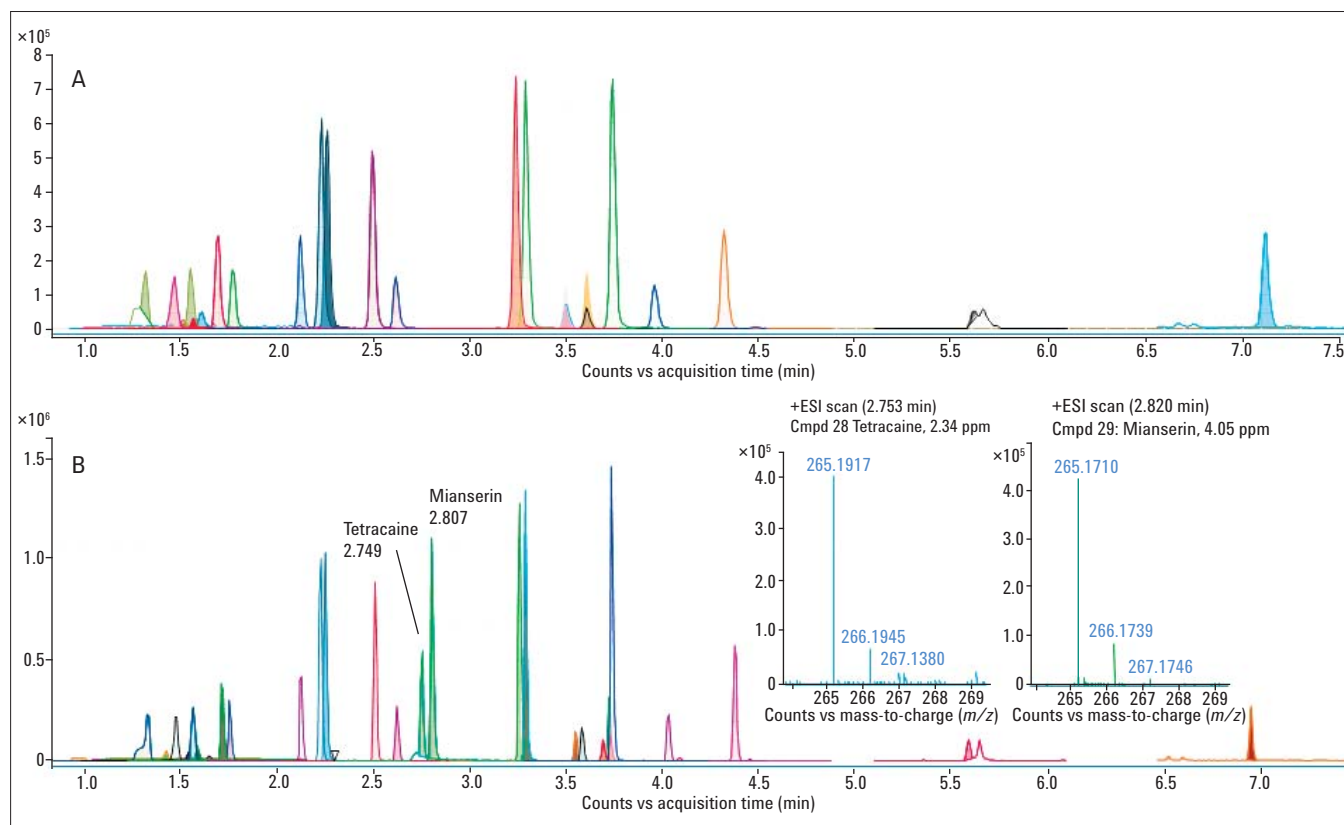 ×10⁵
8
7
6
5
4
3
2
1
0
A
1.0 1.5 2.0 2.5 3.0 3.5 4.0 4.5 5.0 5.5 6.0 6.5 7.0 7.5
Counts vs acquisition time (min)
×10⁶
1.5
1.0
0.5
0
B
Tetracaine
2.749
Mianserin
2.807
1.0 1.5 2.0 2.5 3.0 3.5 4.0 4.5 5.0 5.5 6.0 6.5 7.0
Counts vs acquisition time (min)
+ESI scan (2.753 min)
Cmpd 28 Tetracaine, 2.34 ppm
×10⁵
4.0
3.0
2.0
1.0
0
265.1917
266.1945
267.1380
265 266 267 268 269
Counts vs mass-to-charge (m/z)
+ESI scan (2.820 min)
Cmpd 29: Mianserin, 4.05 ppm
×10⁵
4.0
3.0
2.0
1.0
0
265.1710
266.1739
267.1746
265 266 267 268 269
Counts vs mass-to-charge (m/z)